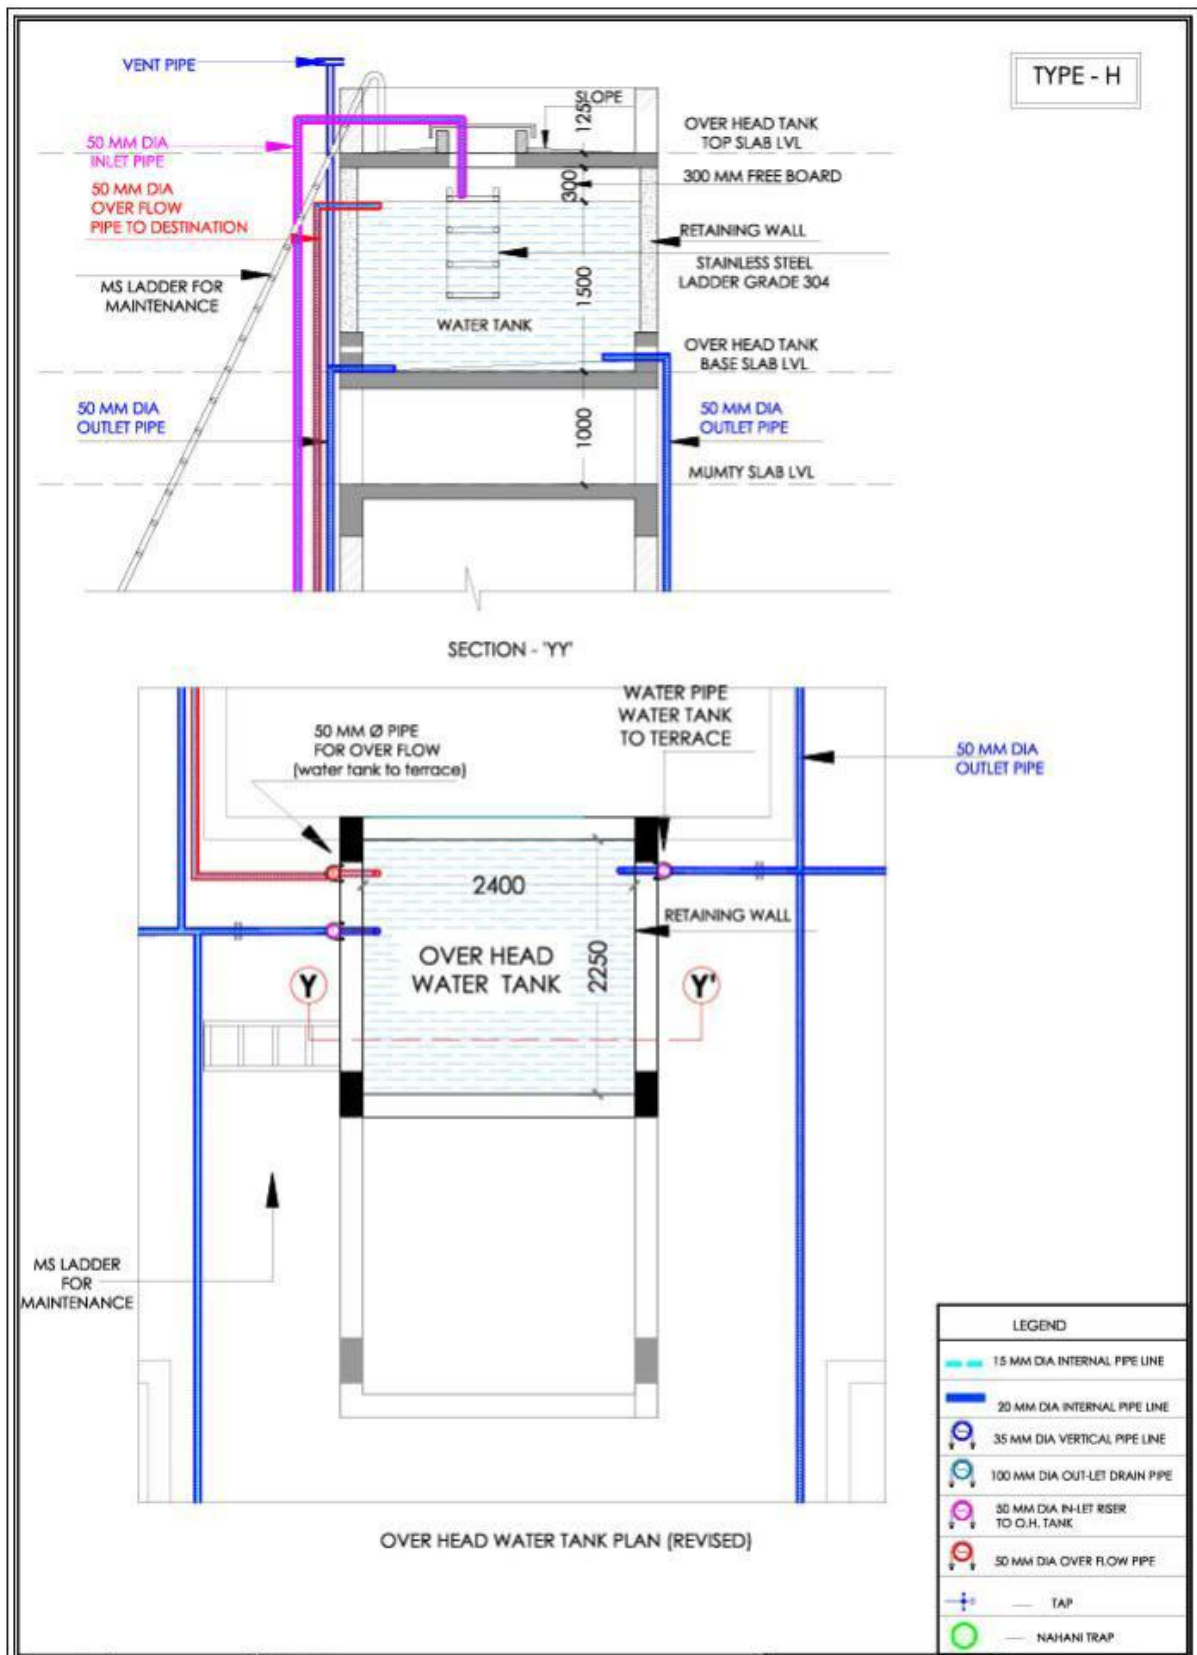 TYPE - H
VENT PIPE
SLOPE
125
50 MM DIA
INLET PIPE
OVER HEAD TANK
TOP SLAB LVL
50 MM DIA
OVER FLOW
PIPE TO DESTINATION
300
300 MM FREE BOARD
RETAINING WALL
STAINLESS STEEL
LADDER GRADE 304
MS LADDER FOR
MAINTENANCE
1500
WATER TANK
OVER HEAD TANK
BASE SLAB LVL
50 MM DIA
OUTLET PIPE
1000
50 MM DIA
OUTLET PIPE
MUMTY SLAB LVL
SECTION - 'YY'
50 MM Ø PIPE
FOR OVER FLOW
(water tank to terrace)
WATER PIPE
WATER TANK
TO TERRACE
50 MM DIA
OUTLET PIPE
2400
RETAINING WALL
OVER HEAD
WATER TANK
2250
Y
Y'
MS LADDER
FOR
MAINTENANCE
OVER HEAD WATER TANK PLAN (REVISED)
LEGEND
15 MM DIA INTERNAL PIPE LINE
20 MM DIA INTERNAL PIPE LINE
35 MM DIA VERTICAL PIPE LINE
100 MM DIA OUT-LET DRAIN PIPE
50 MM DIA IN-LET RISER
TO O.H. TANK
50 MM DIA OVER FLOW PIPE
TAP
NAHANI TRAP